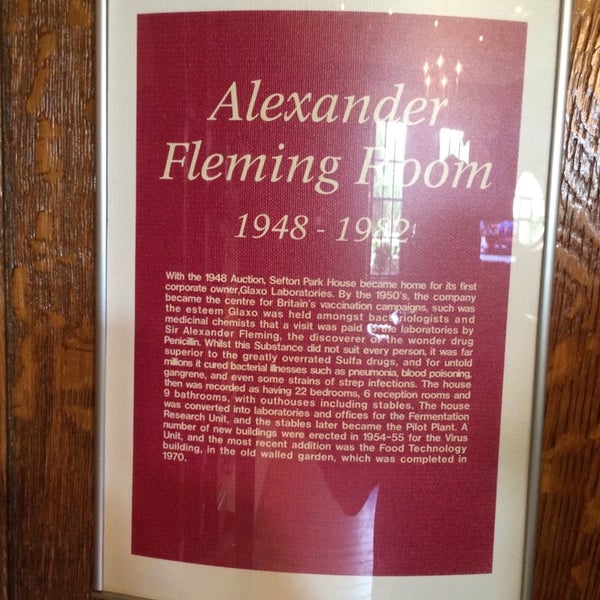 Alexander
Fleming Room
1948 - 1982
With the 1948 Auction, Sefton Park House became home for its first
corporate owner,Glaxo Laboratories. By the 1950's, the company
became the centre for Britain's vaccination campaigns, such was
the esteem Glaxo was held amongst bacteriologists and
medicinal chemists that a visit was paid to the laboratories by
Sir Alexander Fleming, the discoverer of the wonder drug
Penicillin. Whilst this Substance did not suit every person, it was far
superior to the greatly overrated Sulfa drugs, and for untold
millions it cured bacterial illnesses such as pneumonia, blood poisoning,
gangrene, and even some strains of strep infections. The house
then was recorded as having 22 bedrooms, 6 reception rooms and
9 bathrooms, with outhouses including stables. The house
was converted into laboratories and offices for the Fermentation
Research Unit, and the stables later became the Pilot Plant. A
number of new buildings were erected in 1954-55 for the Virus
Unit, and the most recent addition was the Food Technology
building, in the old walled garden, which was completed in
1970.